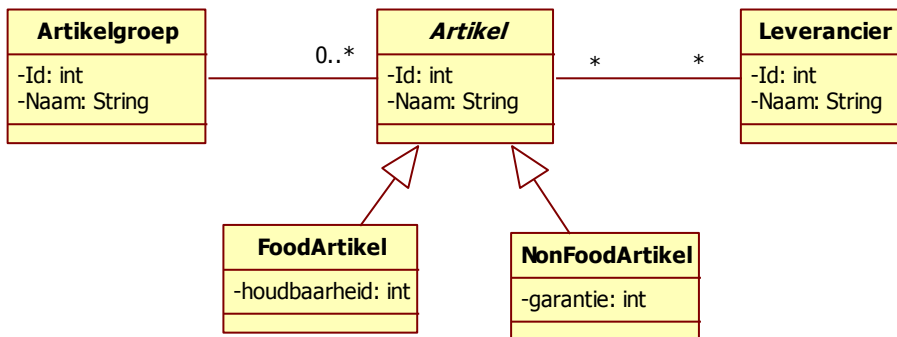 Artikelgroep
-Id: int
-Naam: String
0..*
Artikel
-Id: int
-Naam: String
*
*
Leverancier
-Id: int
-Naam: String
FoodArtikel
-houdbaarheid: int
NonFoodArtikel
-garantie: int